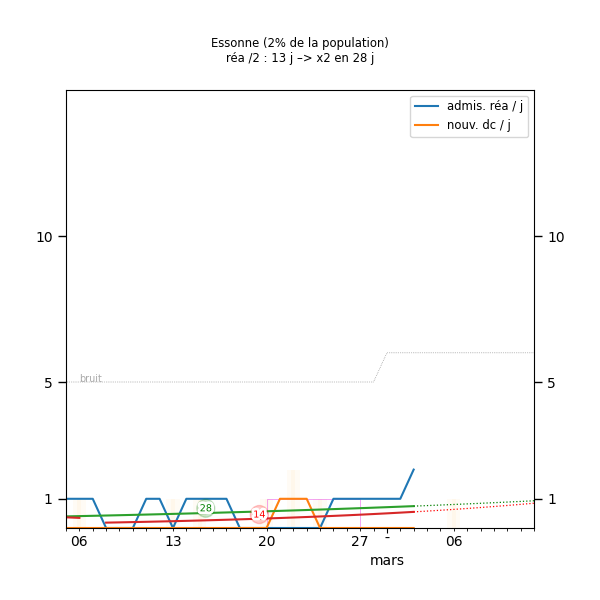 Essonne (2% de la population)
réa /2 : 13 j –> x2 en 28 j
admis. réa / j
nouv. dc / j
10 10
bruit
5 5
28
14
1 1
06 13 20 27 - 06
mars